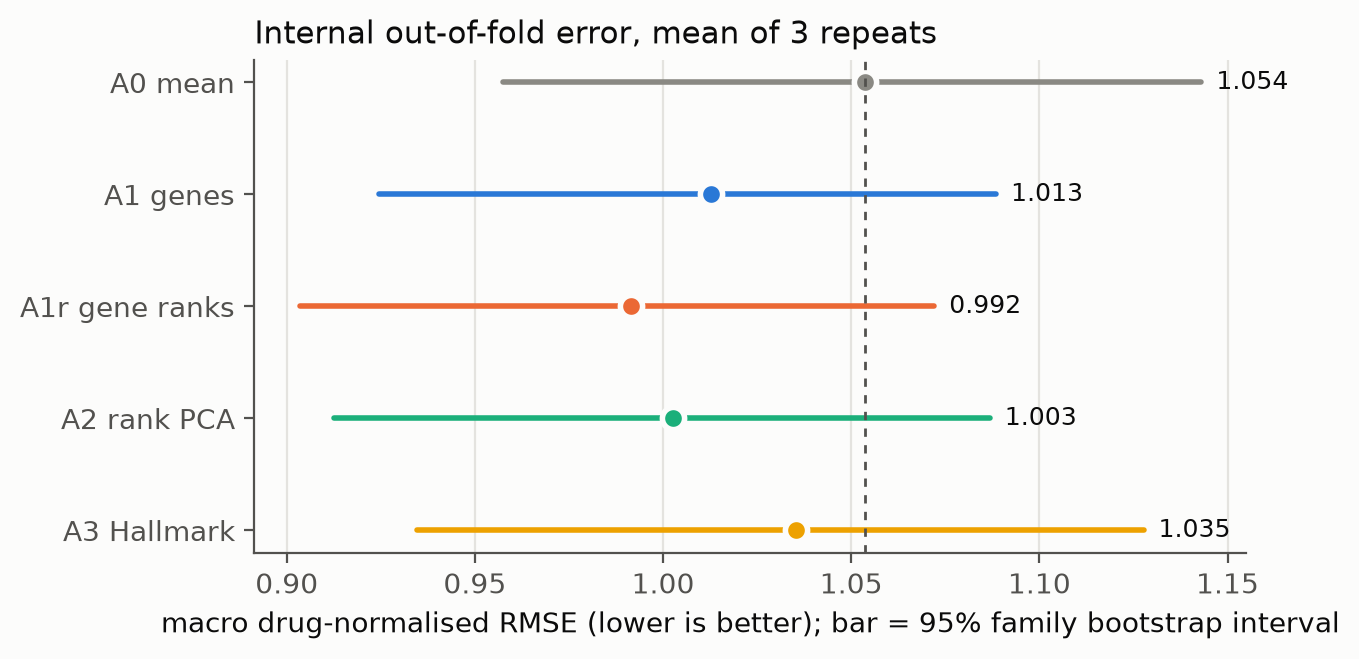 Internal out-of-fold error, mean of 3 repeats
A0 mean
1.054
A1 genes
1.013
A1r gene ranks
0.992
A2 rank PCA
1.003
A3 Hallmark
1.035
0.90 0.95 1.00 1.05 1.10 1.15
macro drug-normalised RMSE (lower is better); bar = 95% family bootstrap interval